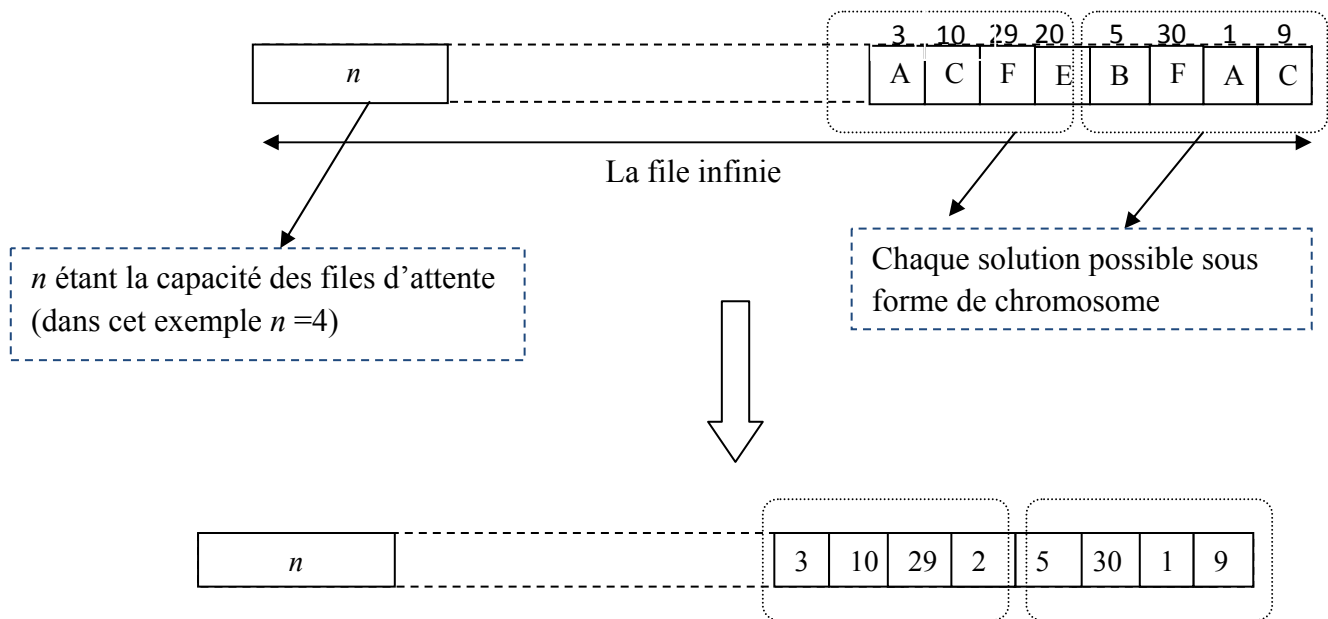 3 10 29 20 5 30 1 9
n A C F E B F A C
La file infinie
n étant la capacité des files d’attente
(dans cet exemple n =4)
Chaque solution possible sous
forme de chromosome
n 3 10 29 2 5 30 1 9